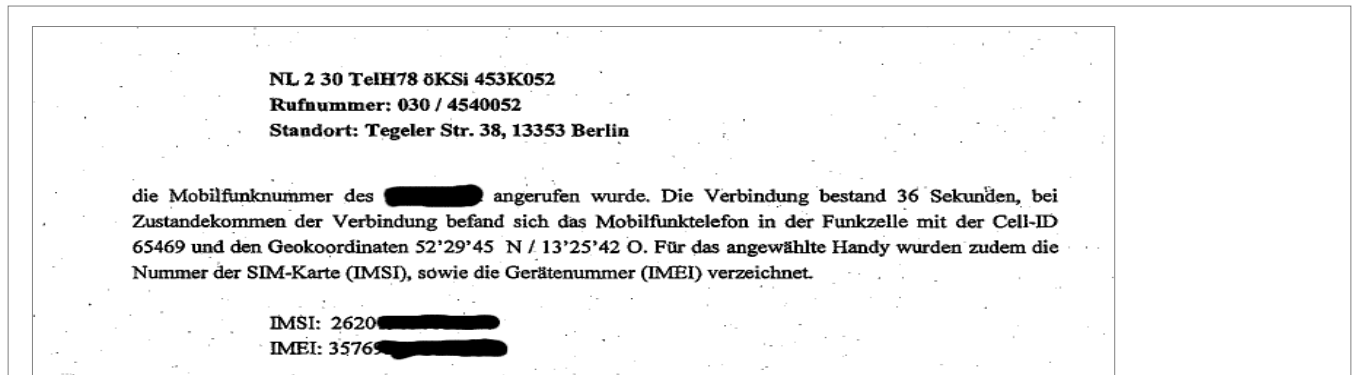 NL 2 30 TelH78 öKSi 453K052
Rufnummer: 030 / 4540052
Standort: Tegeler Str. 38, 13353 Berlin
die Mobilfunknummer des angerufen wurde. Die Verbindung bestand 36 Sekunden, bei
Zustandekommen der Verbindung befand sich das Mobilfunktelefon in der Funkzelle mit der Cell-ID
65469 und den Geokoordinaten 52’29’45 N / 13’25’42 O. Für das angewählte Handy wurden zudem die
Nummer der SIM-Karte (IMSI), sowie die Gerätenummer (IMEI) verzeichnet.
IMSI: 2620
IMEI: 35769